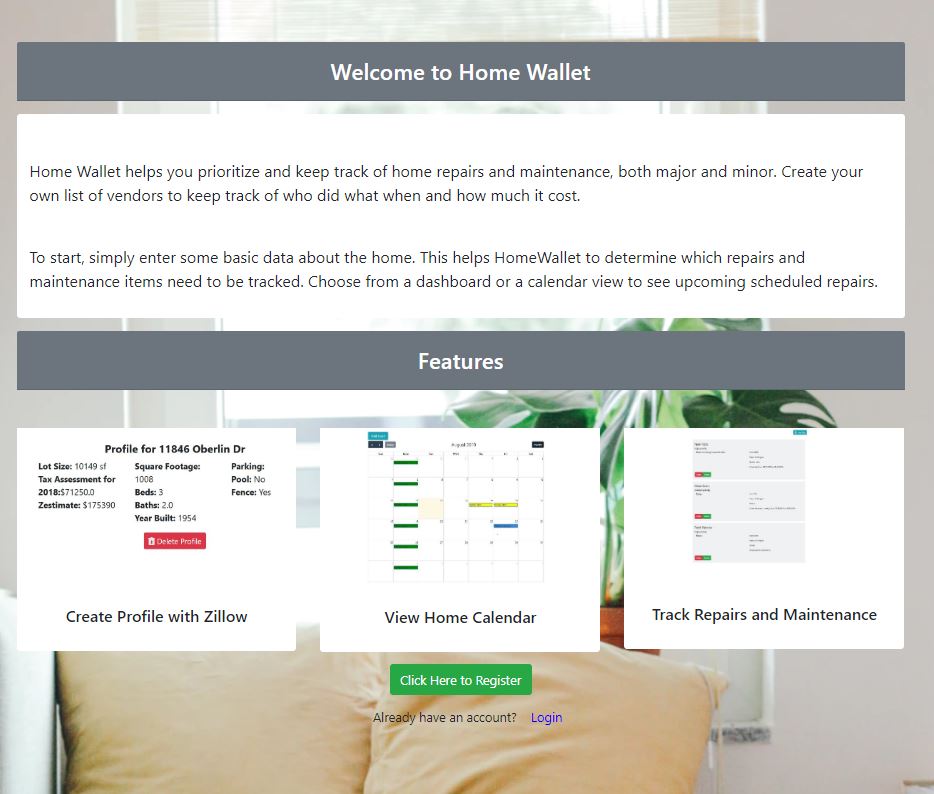 Welcome to Home Wallet
Home Wallet helps you prioritize and keep track of home repairs and maintenance, both major and minor. Create your
own list of vendors to keep track of who did what when and how much it cost.
To start, simply enter some basic data about the home. This helps HomeWallet to determine which repairs and
maintenance items need to be tracked. Choose from a dashboard or a calendar view to see upcoming scheduled repairs.
Features
Profile for 11846 Oberlin Dr
Lot Size: 10149 sf
Tax Assessment for
2018:$71250.0
Zestimate: $175390
Square Footage:
1008
Beds: 3
Baths: 2.0
Year Built: 1954
Parking:
Pool: No
Fence: Yes
Delete Profile
Create Profile with Zillow
View Home Calendar
Track Repairs and Maintenance
Click Here to Register
Already have an account? Login